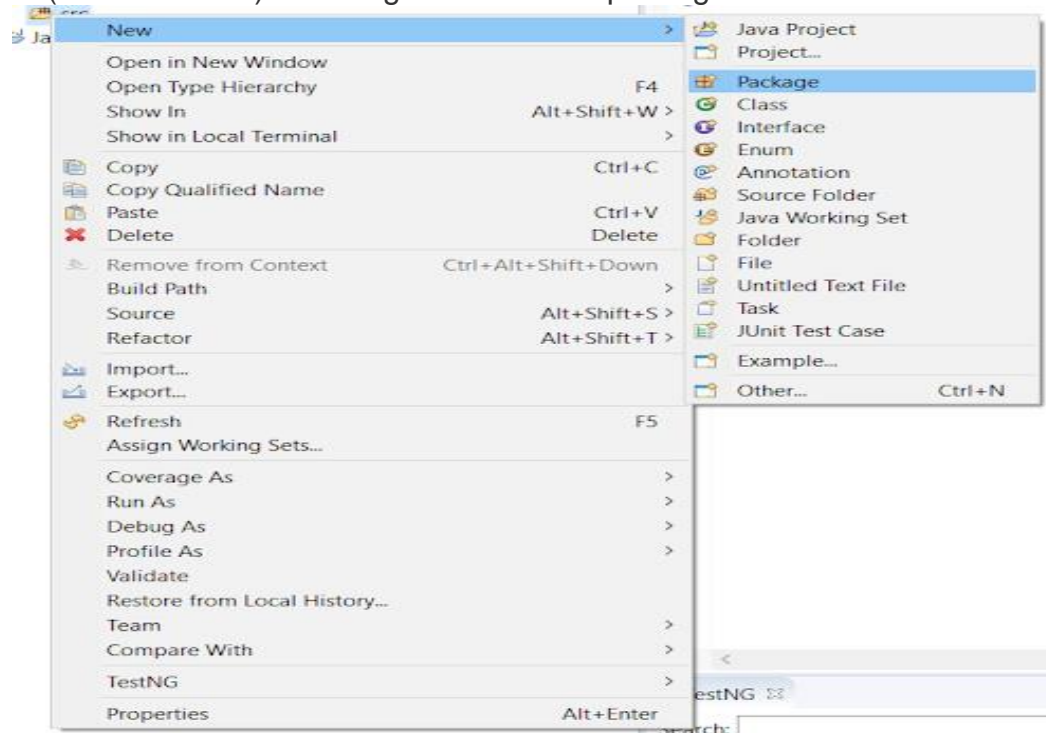 src
Ja
New >
Open in New Window
Open Type Hierarchy F4
Show In Alt+Shift+W >
Show in Local Terminal >
Copy Ctrl+C
Copy Qualified Name
Paste Ctrl+V
Delete Delete
Remove from Context Ctrl+Alt+Shift+Down
Build Path >
Source Alt+Shift+S >
Refactor Alt+Shift+T >
Import...
Export...
Refresh F5
Assign Working Sets...
Coverage As >
Run As >
Debug As >
Profile As >
Validate
Restore from Local History...
Team >
Compare With >
TestNG >
Properties Alt+Enter
Java Project
Project...
Package
Class
Interface
Enum
Annotation
Source Folder
Java Working Set
Folder
File
Untitled Text File
Task
JUnit Test Case
Example...
Other... Ctrl+N
estNG